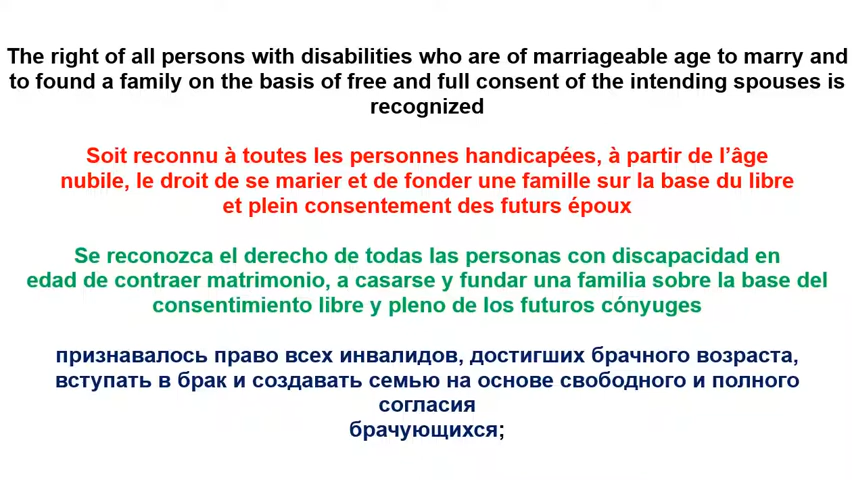 The right of all persons with disabilities who are of marriageable age to marry and
to found a family on the basis of free and full consent of the intending spouses is
recognized
Soit reconnu à toutes les personnes handicapées, à partir de l’âge
nubile, le droit de se marier et de fonder une famille sur la base du libre
et plein consentement des futurs époux
Se reconozca el derecho de todas las personas con discapacidad en
edad de contraer matrimonio, a casarse y fundar una familia sobre la base del
consentimiento libre y pleno de los futuros cónyuges
признавалось право всех инвалидов, достигших брачного возраста,
вступать в брак и создавать семью на основе свободного и полного
согласия
брачующихся;